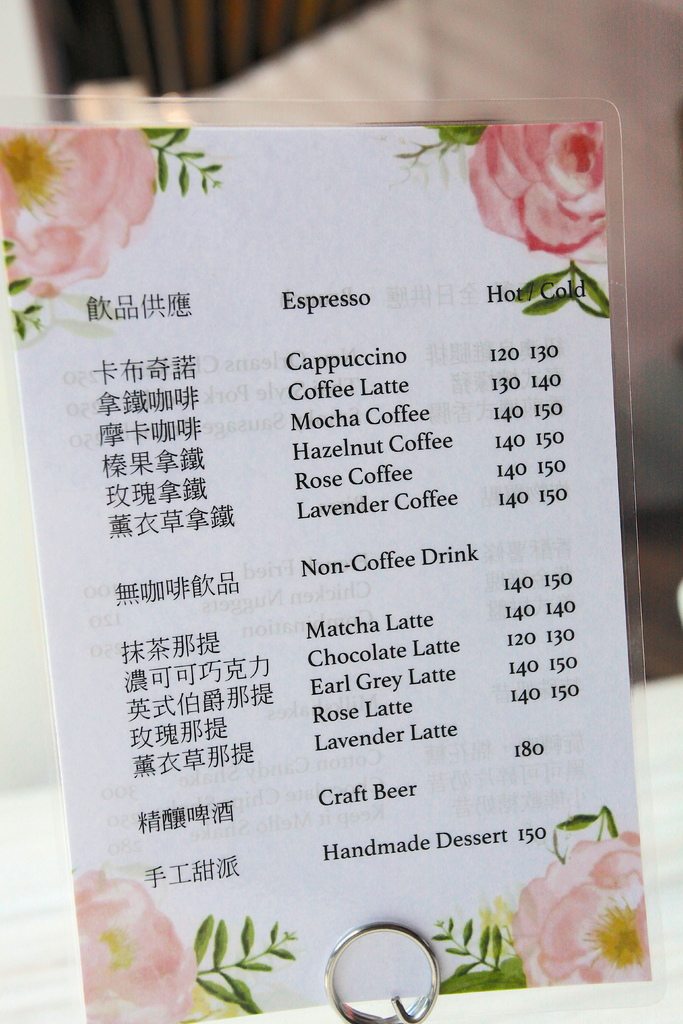 飲品供應 Espresso Hot / Cold
卡布奇諾 Cappuccino 120 130
拿鐵咖啡 Coffee Latte 130 140
摩卡咖啡 Mocha Coffee 140 150
榛果拿鐵 Hazelnut Coffee 140 150
玫瑰拿鐵 Rose Coffee 140 150
薰衣草拿鐵 Lavender Coffee 140 150
無咖啡飲品 Non-Coffee Drink
抹茶那提 Matcha Latte 140 150
濃可可巧克力 Chocolate Latte 140 140
英式伯爵那提 Earl Grey Latte 120 130
玫瑰那提 Rose Latte 140 150
薰衣草那提 Lavender Latte 140 150
精釀啤酒 Craft Beer 180
手工甜派 Handmade Dessert 150